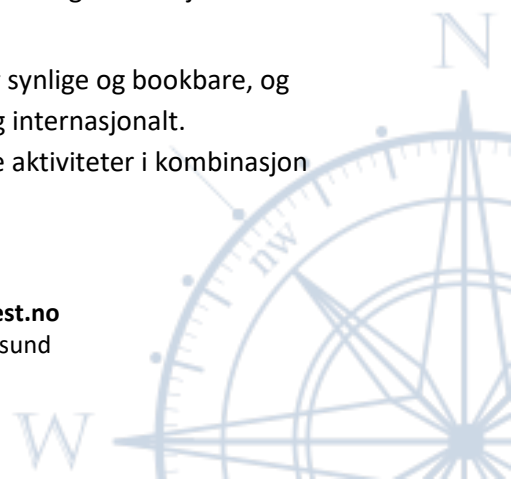 N
synlige og bookbare, og
internasjonalt.
aktiviteter i kombinasjon
nw
est.no
sund
W